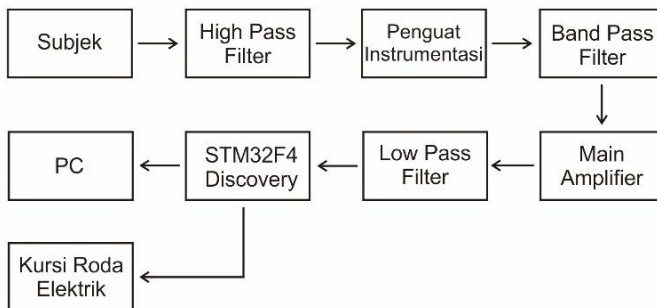 Subjek
High Pass
Filter
Penguat
Instrumentasi
Band Pass
Filter
PC
STM32F4
Discovery
Low Pass
Filter
Main
Amplifier
Kursi Roda
Elektrik